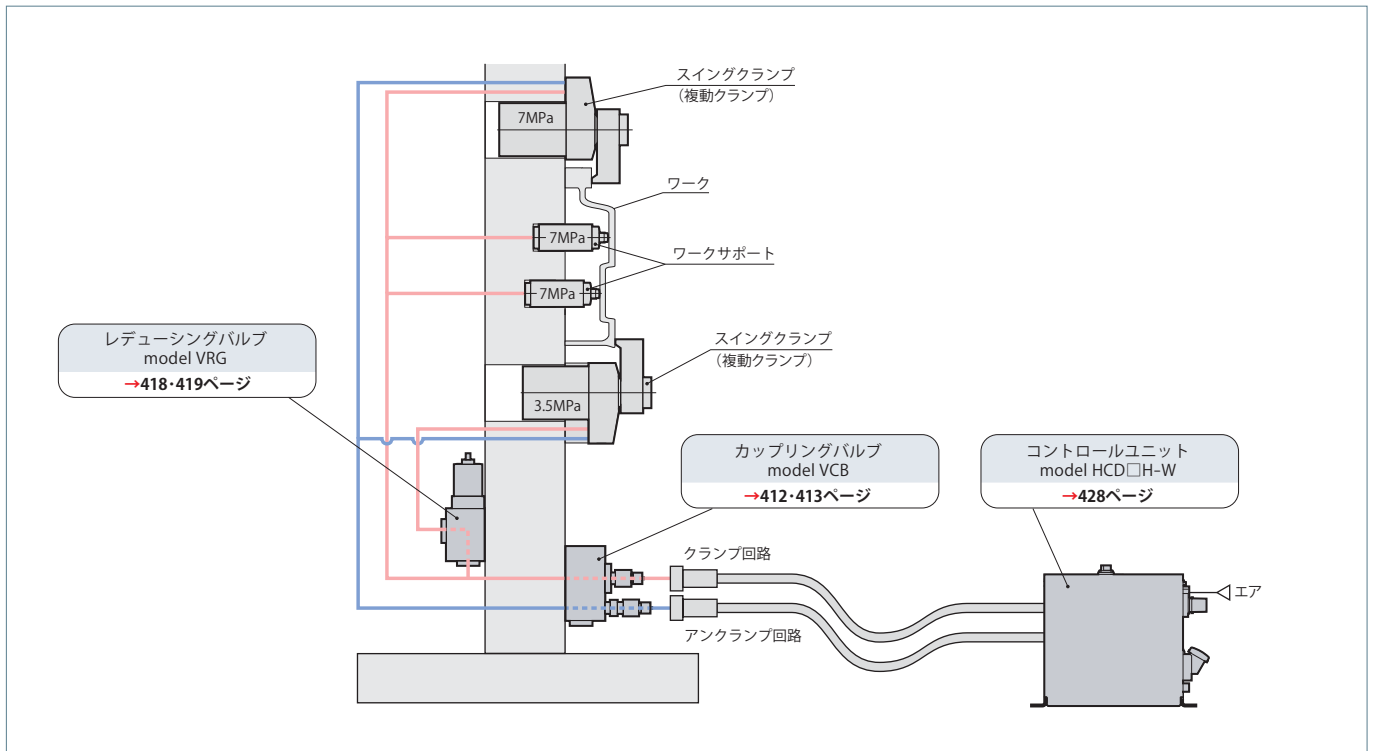 スイングクランプ
（複動クランプ）
7MPa
ワーク
7MPa
ワークサポート
7MPa
レデューシングバルブ
model VRG
→418･419ページ
スイングクランプ
（複動クランプ）
3.5MPa
カップリングバルブ
model VCB
→412･413ページ
コントロールユニット
model HCD□H-W
→428ページ
クランプ回路
エア
アンクランプ回路